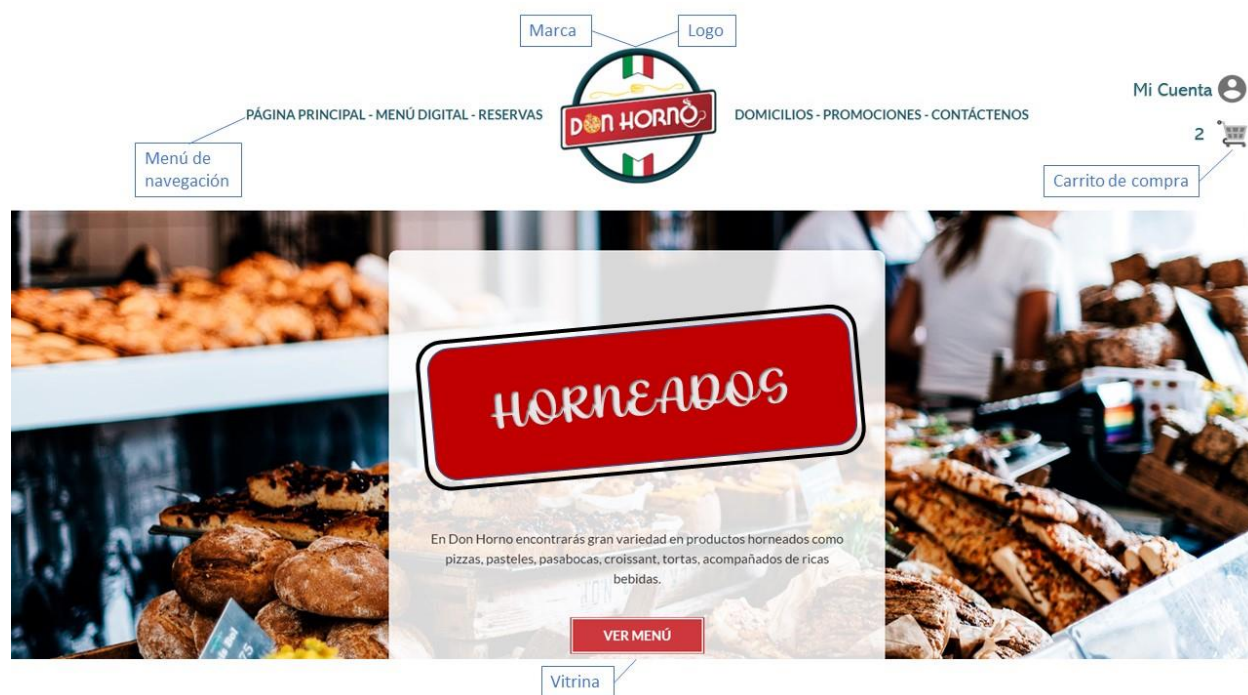 Marca
Logo
Mi Cuenta
PÁGINA PRINCIPAL - MENÚ DIGITAL - RESERVAS
DON HORNO
DOMICILIOS - PROMOCIONES - CONTÁCTENOS
2
Menú de
navegación
Carrito de compra
HORNEADOS
En Don Horno encontrarás gran variedad en productos horneados como
pizzas, pasteles, pasabocas, croissant, tortas, acompañados de ricas
bebidas.
VER MENÚ
Vitrina